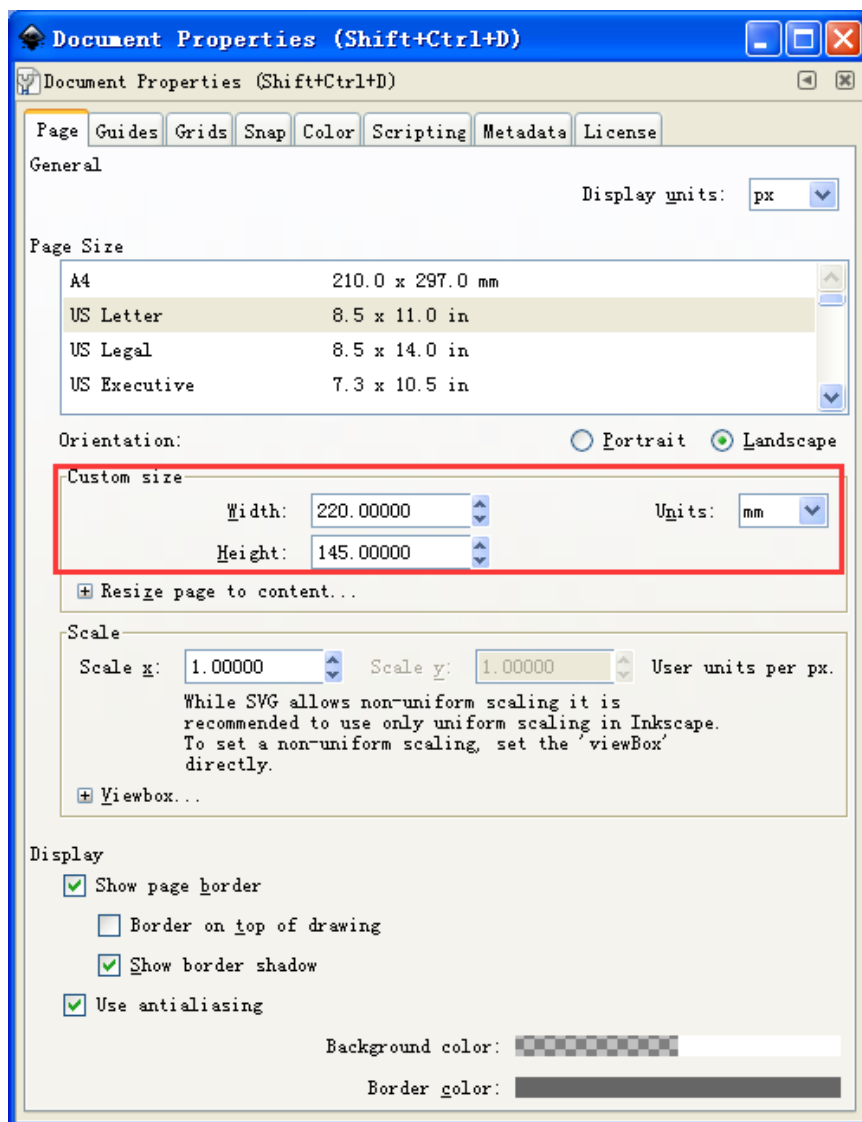 Document Properties (Shift+Ctrl+D)
Document Properties (Shift+Ctrl+D)
Page Guides Grids Snap Color Scripting Metadata License
General
Display units: px
Page Size
A4 210.0 x 297.0 mm
US Letter 8.5 x 11.0 in
US Legal 8.5 x 14.0 in
US Executive 7.3 x 10.5 in
Orientation: Portrait Landscape
Custom size
Width: 220.00000 Units: mm
Height: 145.00000
Resize page to content...
Scale
Scale x: 1.00000 Scale y: 1.00000 User units per px.
While SVG allows non-uniform scaling it is
recommended to use only uniform scaling in Inkscape.
To set a non-uniform scaling, set the 'viewBox'
directly.
Viewbox...
Display
Show page border
Border on top of drawing
Show border shadow
Use antialiasing
Background color:
Border color: